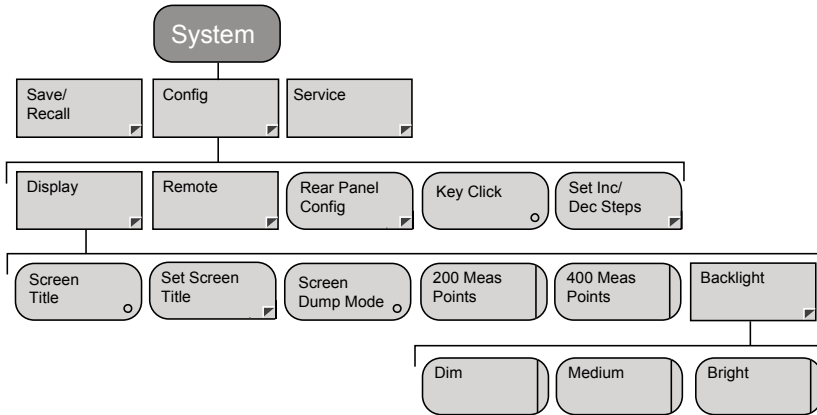 System
Save/
Recall
Config
Service
Display
Remote
Rear Panel
Config
Key Click
Set Inc/
Dec Steps
Screen
Title
Set Screen
Title
Screen
Dump Mode
200 Meas
Points
400 Meas
Points
Backlight
Dim
Medium
Bright